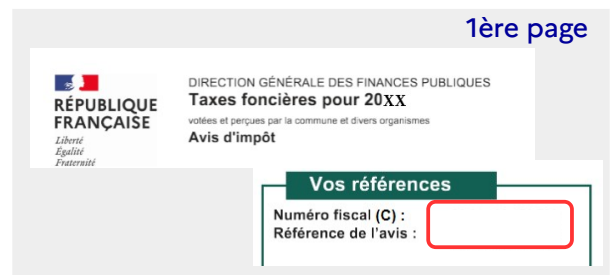 1ère page
RÉPUBLIQUE
FRANÇAISE
Liberté
Égalité
Fraternité
DIRECTION GÉNÉRALE DES FINANCES PUBLIQUES
Taxes foncières pour 20XX
votées et perçues par la commune et divers organismes
Avis d'impôt
Vos références
Numéro fiscal (C) :
Référence de l'avis :